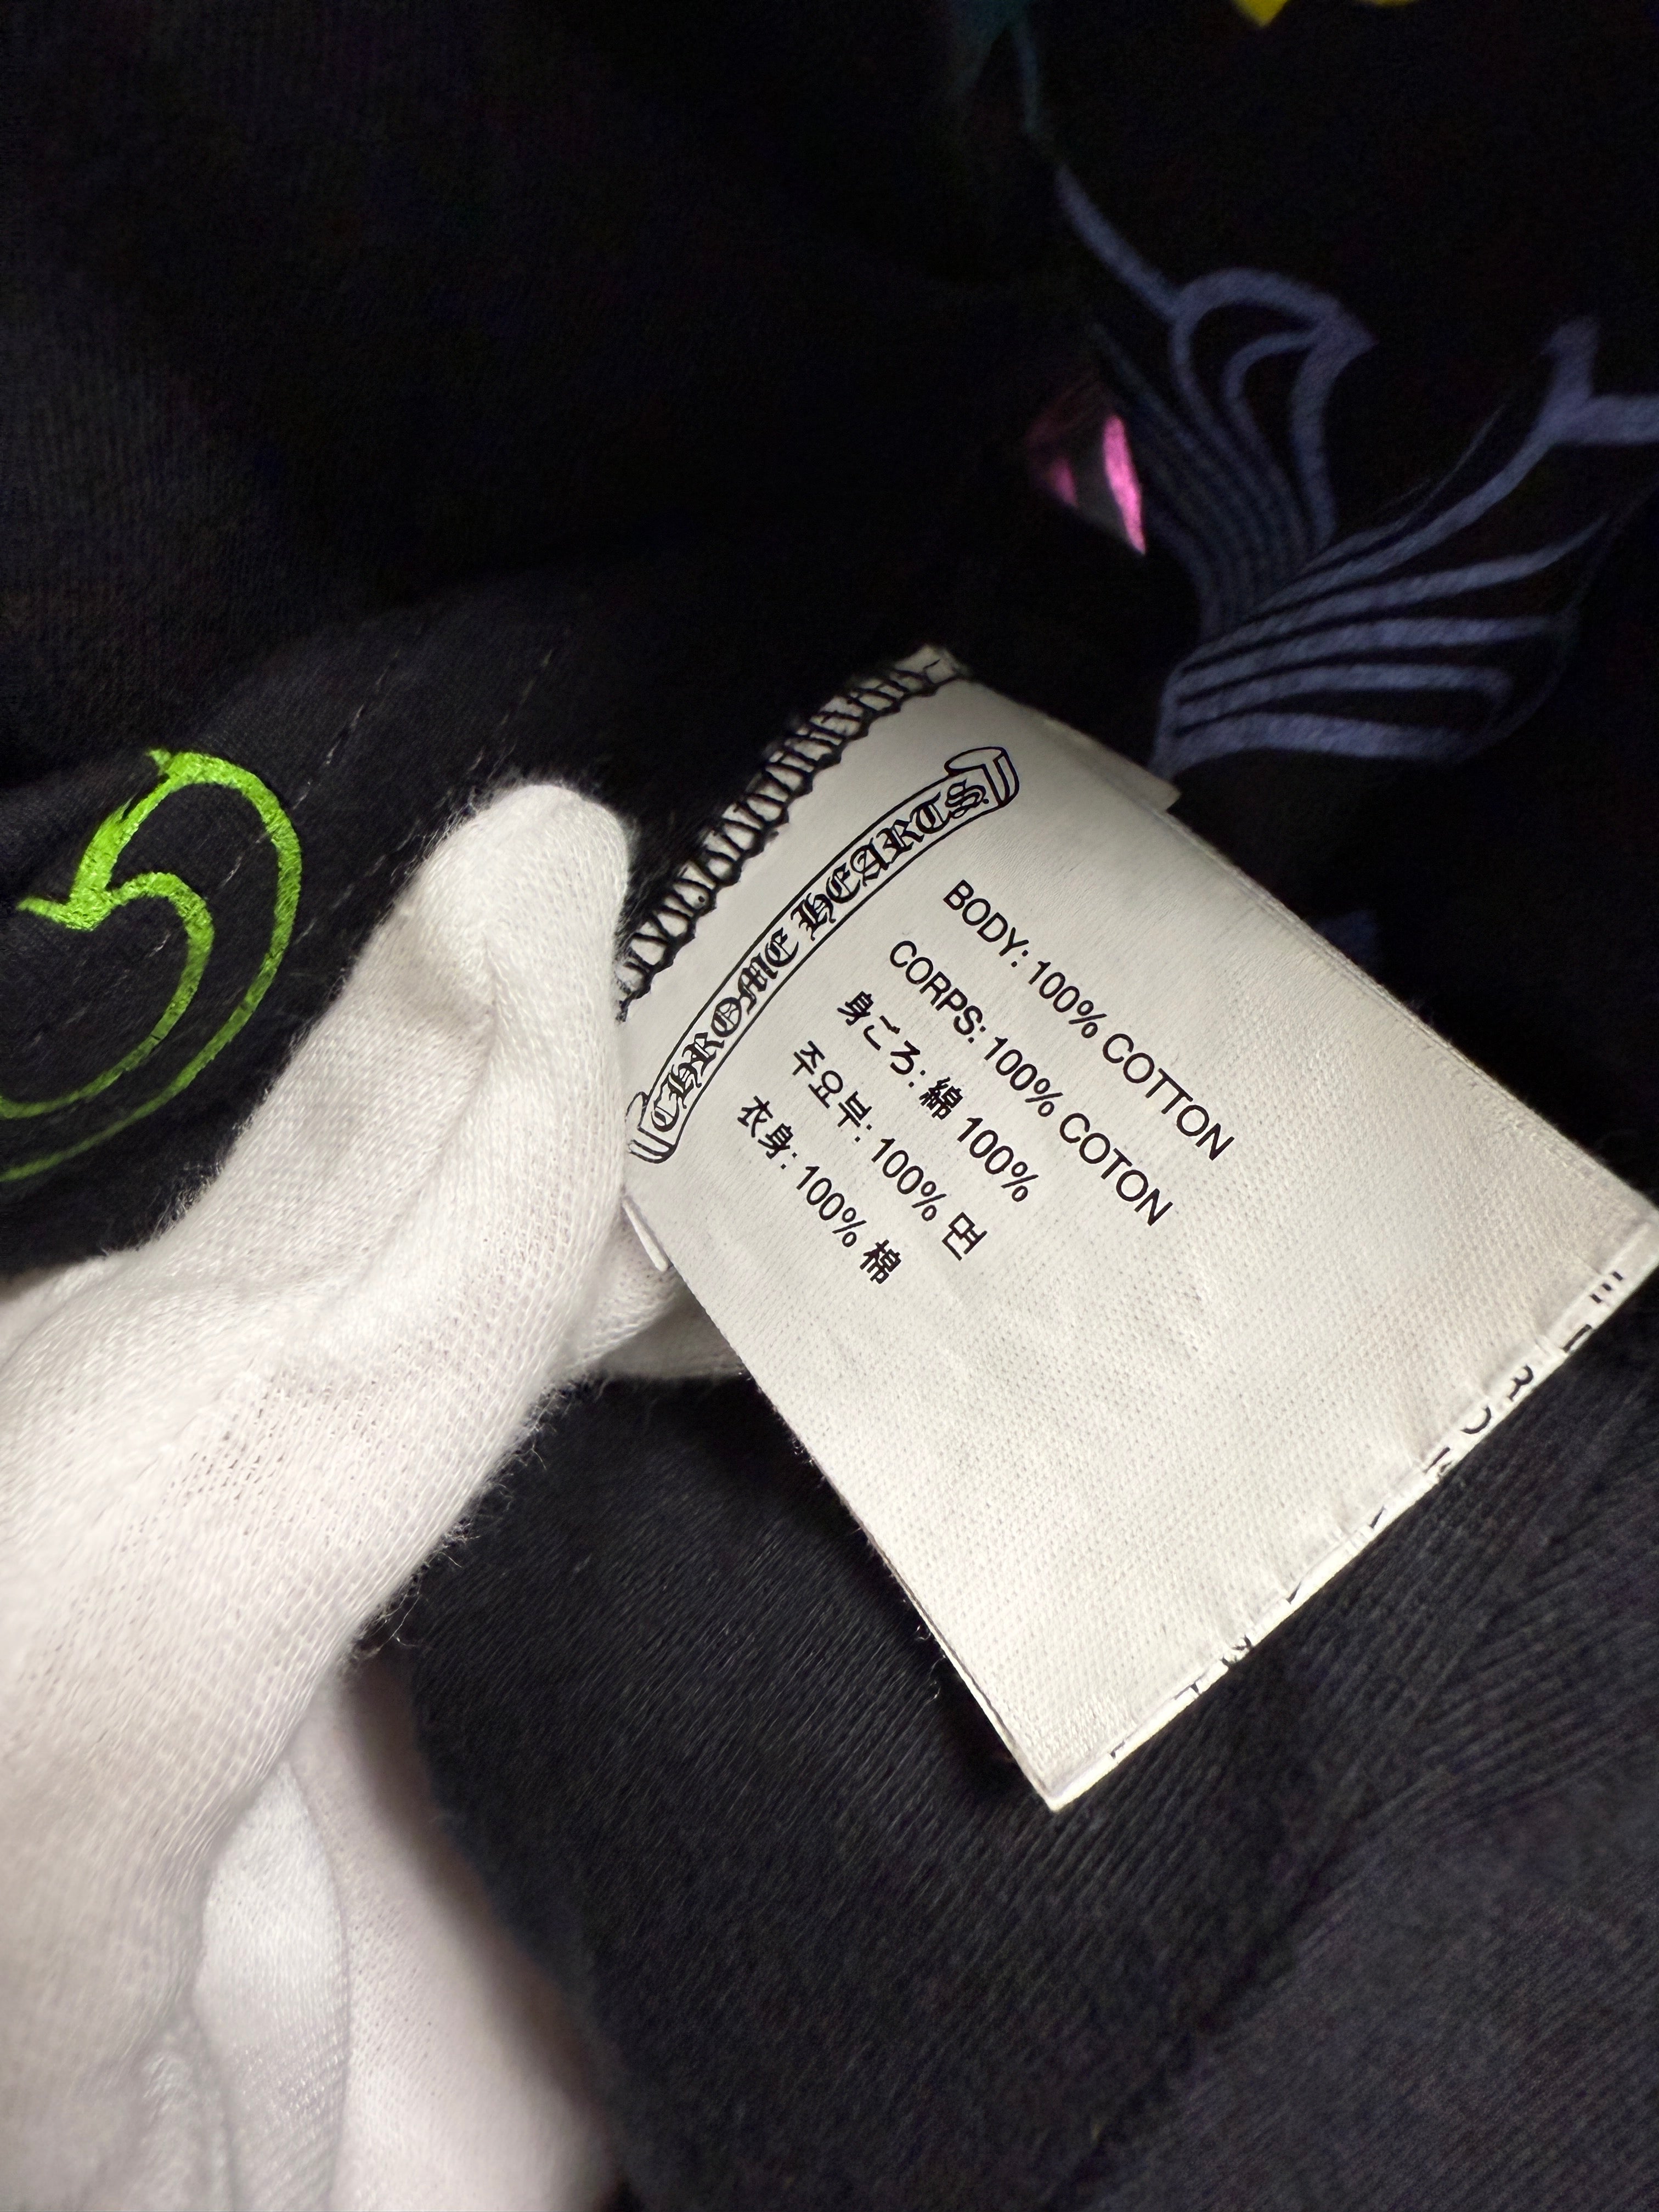 CHROME HEARTS
BODY: 100% COTTON
CORPS: 100% COTON
身ごろ: 綿 100%
주요부: 100% 면
衣身: 100% 棉